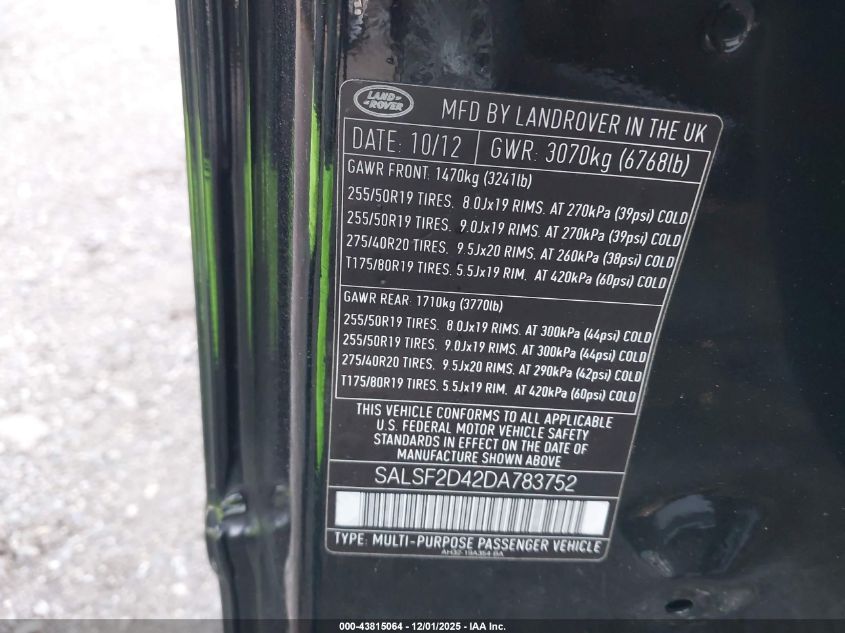 LAND-
ROVER
MFD BY LANDROVER IN THE UK
DATE: 10/12 GWR: 3070kg (6768lb)
GAWR FRONT: 1470kg (3241lb)
255/50R19 TIRES. 8.0Jx19 RIMS. AT 270kPa (39psi) COLD
255/50R19 TIRES. 9.0Jx19 RIMS. AT 270kPa (39psi) COLD
275/40R20 TIRES. 9.5Jx20 RIMS. AT 260kPa (38psi) COLD
T175/80R19 TIRES. 5.5Jx19 RIM. AT 420kPa (60psi) COLD
GAWR REAR: 1710kg (3770lb)
255/50R19 TIRES. 8.0Jx19 RIMS. AT 300kPa (44psi) COLD
255/50R19 TIRES. 9.0Jx19 RIMS. AT 300kPa (44psi) COLD
275/40R20 TIRES. 9.5Jx20 RIMS. AT 290kPa (42psi) COLD
T175/80R19 TIRES. 5.5Jx19 RIM. AT 420kPa (60psi) COLD
THIS VEHICLE CONFORMS TO ALL APPLICABLE
U.S. FEDERAL MOTOR VEHICLE SAFETY
STANDARDS IN EFFECT ON THE DATE OF
MANUFACTURE SHOWN ABOVE
SALSF2D42DA783752
TYPE: MULTI-PURPOSE PASSENGER VEHICLE
AH32-19A354-BA
000-43815064 - 12/01/2025 - IAA Inc.